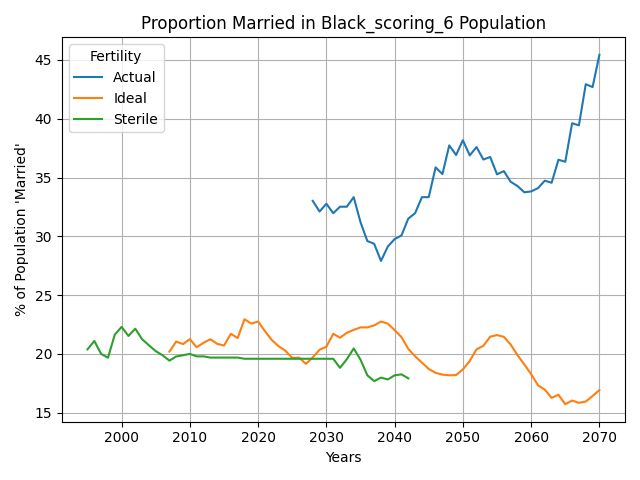 Proportion Married in Black_scoring_6 Population
% of Population 'Married'
45
40
35
30
25
20
15
Fertility
Actual
Ideal
Sterile
2000 2010 2020 2030 2040 2050 2060 2070
Years